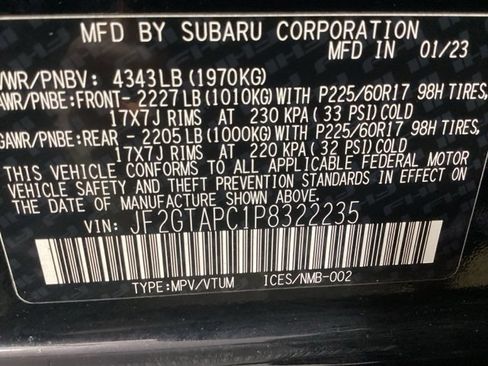 MFD BY SUBARU CORPORATION
MFD IN 01/23
VWR/PNBV: 4343LB(1970KG)
AWR/PNBE:FRONT- 2227LB(1010KG)WITH P225/60R17 98H TIRES,
17X7J RIMS AT 230 KPA( 33 PSI)COLD
GAWR/PNBE:REAR - 2205LB(1000KG)WITH P225/60R17 98H TIRES,
17X7J RIMS AT 220 KPA( 32 PSI)COLD
THIS VEHICLE CONFORMS TO ALL APPLICABLE FEDERAL MOTOR
VEHICLE SAFETY AND THEFT PREVENTION STANDARDS IN EFFECT
ON THE DATE OF MANUFACTURE SHOWN ABOVE.
VIN: JF2GTAPC1P8322235
TYPE:MPV/VTUM ICES/NMB-002